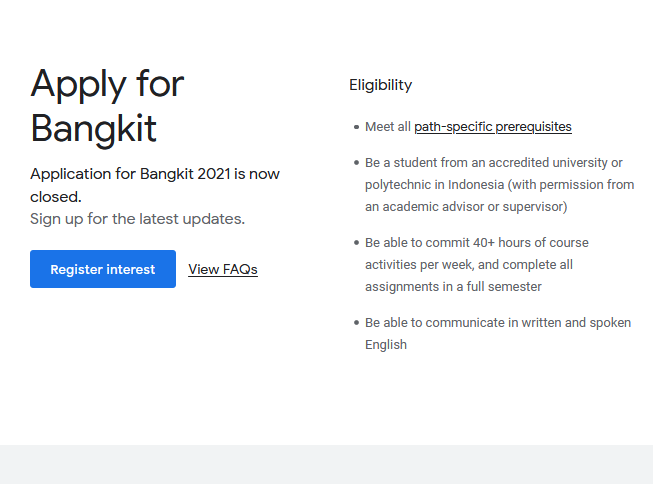 Apply for
Bangkit
Application for Bangkit 2021 is now
closed.
Sign up for the latest updates.
Register interest
View FAQs
Eligibility
Meet all path-specific prerequisites
Be a student from an accredited university or
polytechnic in Indonesia (with permission from
an academic advisor or supervisor)
Be able to commit 40+ hours of course
activities per week, and complete all
assignments in a full semester
Be able to communicate in written and spoken
English